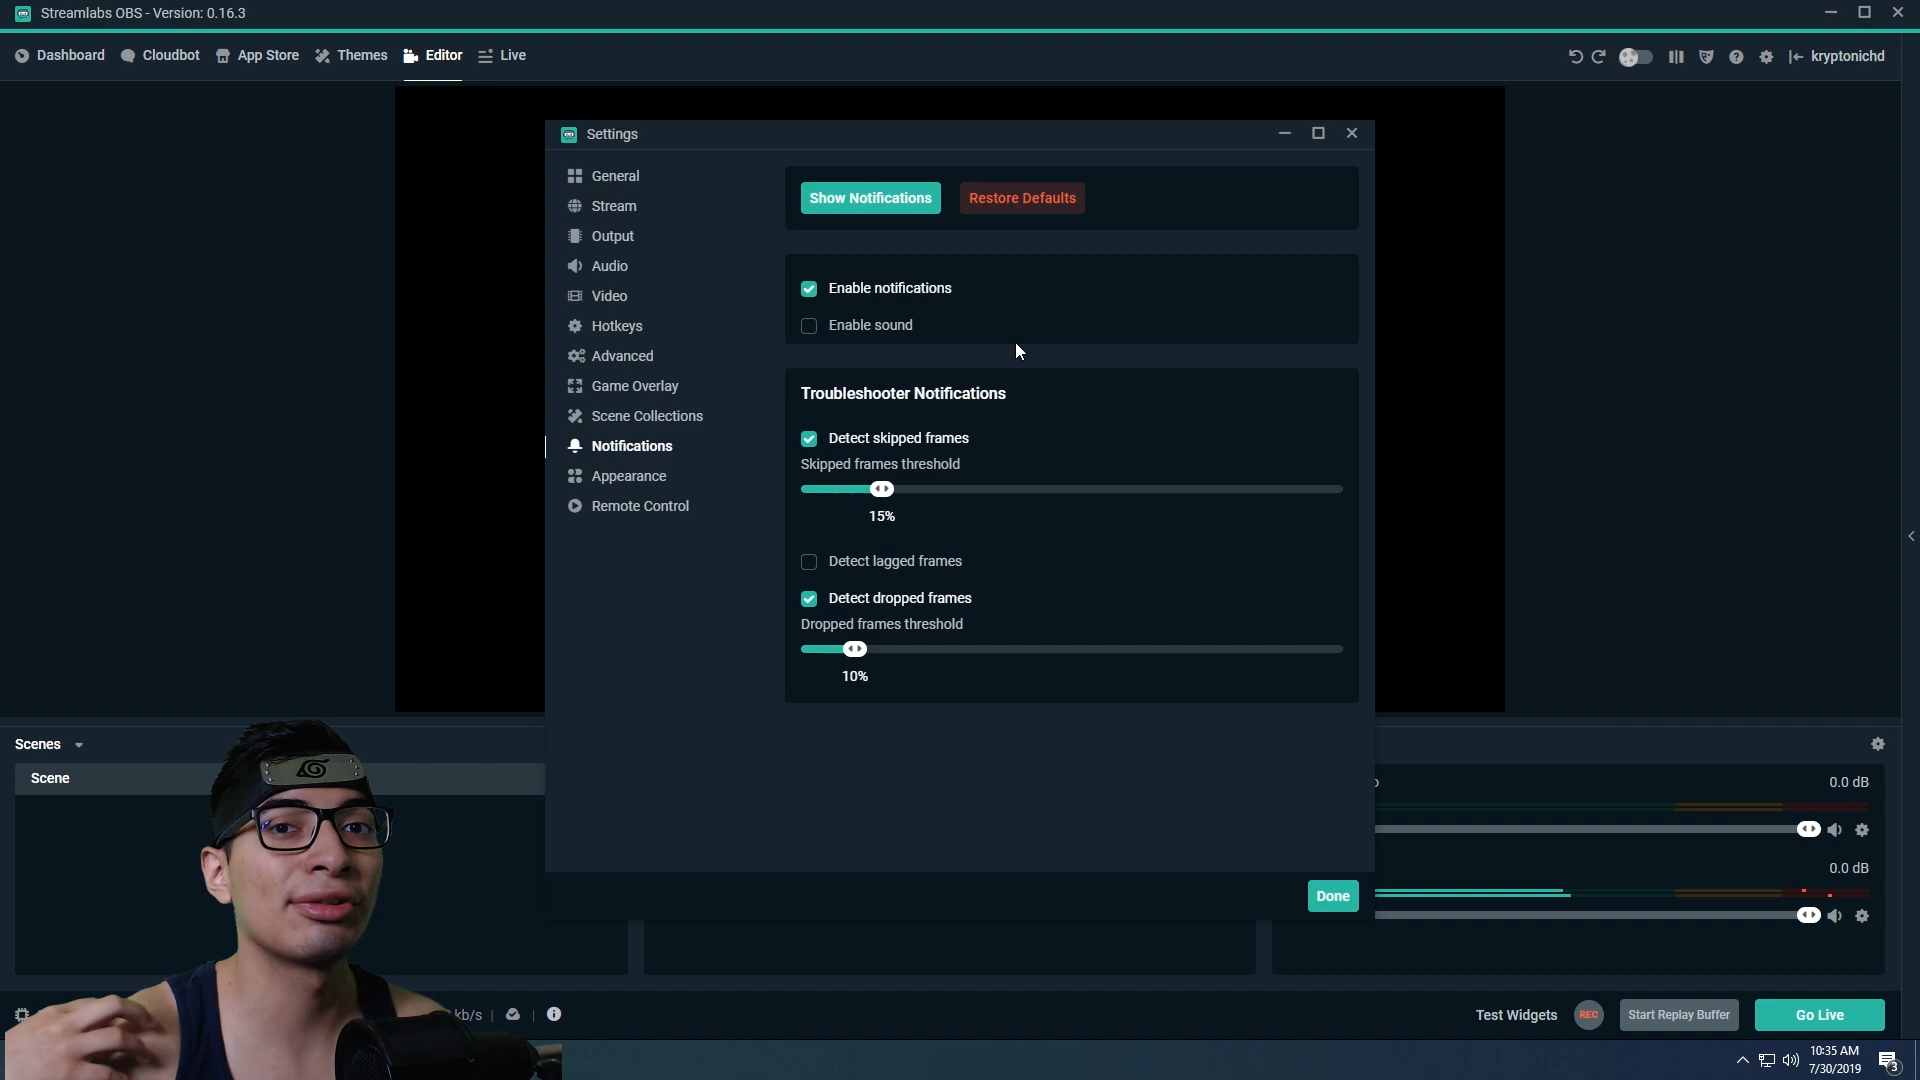 Streamlabs OBS - Version: 0.16.3
Dashboard
Cloudbot
App Store
Themes
Editor
Live
kryptonichd
Settings
General
Stream
Output
Audio
Video
Hotkeys
Advanced
Game Overlay
Scene Collections
Notifications
Appearance
Remote Control
Show Notifications
Restore Defaults
Enable notifications
Enable sound
Troubleshooter Notifications
Detect skipped frames
Skipped frames threshold
15%
Detect lagged frames
Detect dropped frames
Dropped frames threshold
10%
Done
Scenes
Scene
0.0 dB
0.0 dB
kb/s
Test Widgets
REC
Start Replay Buffer
Go Live
10:35 AM
7/30/2019
3